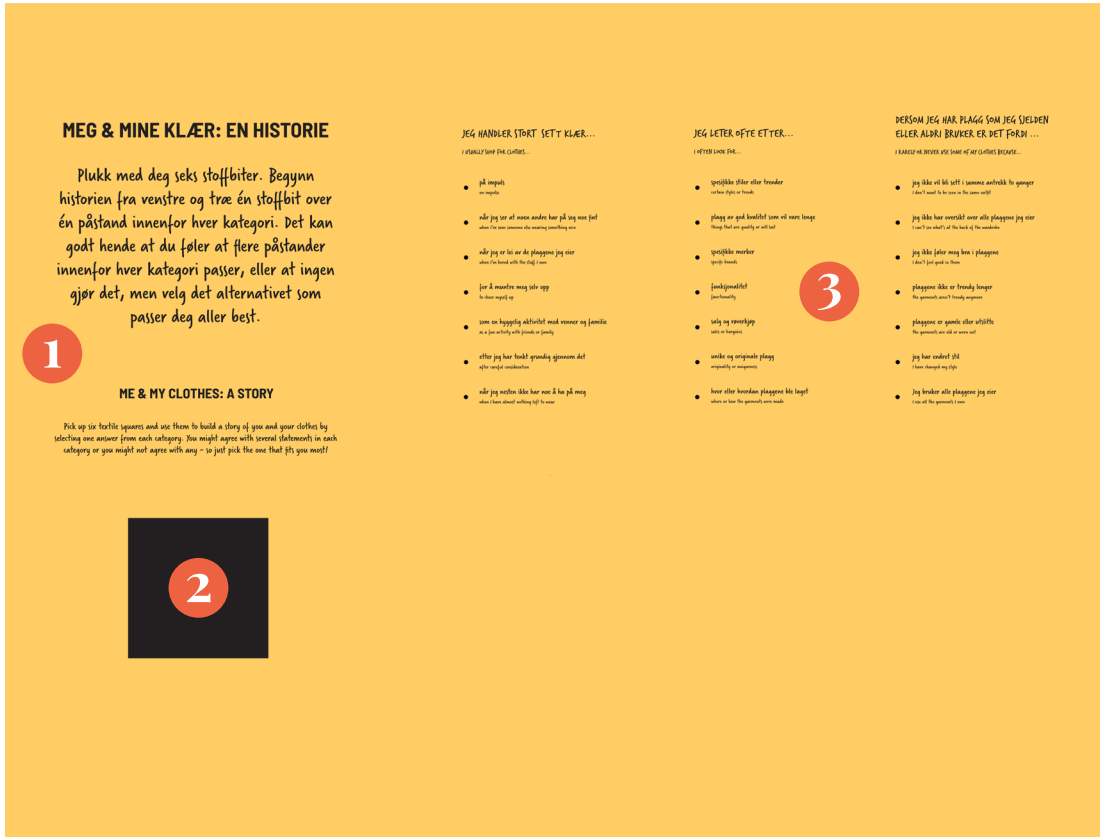 MEG & MINE KLÆR: EN HISTORIE
Plukk med deg seks stoffbiter. Begynn
historien fra venstre og træ én stoffbit over
én påstand innenfor hver kategori. Det kan
godt hende at du føler at flere påstander
innenfor hver kategori passer, eller at ingen
gjør det, men velg det alternativet som
passer deg aller best.
1
ME & MY CLOTHES: A STORY
Pick up six textile squares and use them to build a story of you and your clothes by
selecting one answer from each category. You might agree with several statements in each
category or you might not agree with any – so just pick the one that fits you most!
2
JEG HANDLER STORT SETT KLÆR...
I USUALLY SHOP FOR CLOTHES...
på impuls
on impulse
når jeg ser at noen andre har på seg noe fint
when I've seen someone else wearing something nice
når jeg er lei av de plaggene jeg eier
when I'm bored with the stuff I own
for å muntre meg selv opp
to cheer myself up
som en hyggelig aktivitet med venner og familie
as a fun activity with friends or family
etter jeg har tenkt grundig gjennom det
after careful consideration
når jeg nesten ikke har noe å ha på meg
when I have almost nothing left to wear
JEG LETER OFTE ETTER...
I OFTEN LOOK FOR...
spesifikke stiler eller trender
certain styles or trends
plagg av god kvalitet som vil vare lenge
things that are quality or will last
spesifikke merker
specific brands
funksjonalitet
functionality
salg og røverkjøp
sales or bargains
unike og originale plagg
originality or uniqueness
hvor eller hvordan plaggene ble laget
where or how the garments were made
3
DERSOM JEG HAR PLAGG SOM JEG SJELDEN
ELLER ALDRI BRUKER ER DET FORDI ...
I RARELY OR NEVER USE SOME OF MY CLOTHES BECAUSE...
jeg ikke vil bli sett i samme antrekk to ganger
I don't want to be seen in the same outfit
jeg ikke har oversikt over alle plaggene jeg eier
I can't see what's at the back of the wardrobe
jeg ikke føler meg bra i plaggene
I don't feel good in them
plaggene ikke er trendy lenger
the garments aren't trendy anymore
plaggene er gamle eller utslitte
the garments are old or worn out
jeg har endret stil
I have changed my style
Jeg bruker alle plaggene jeg eier
I use all the garments I own